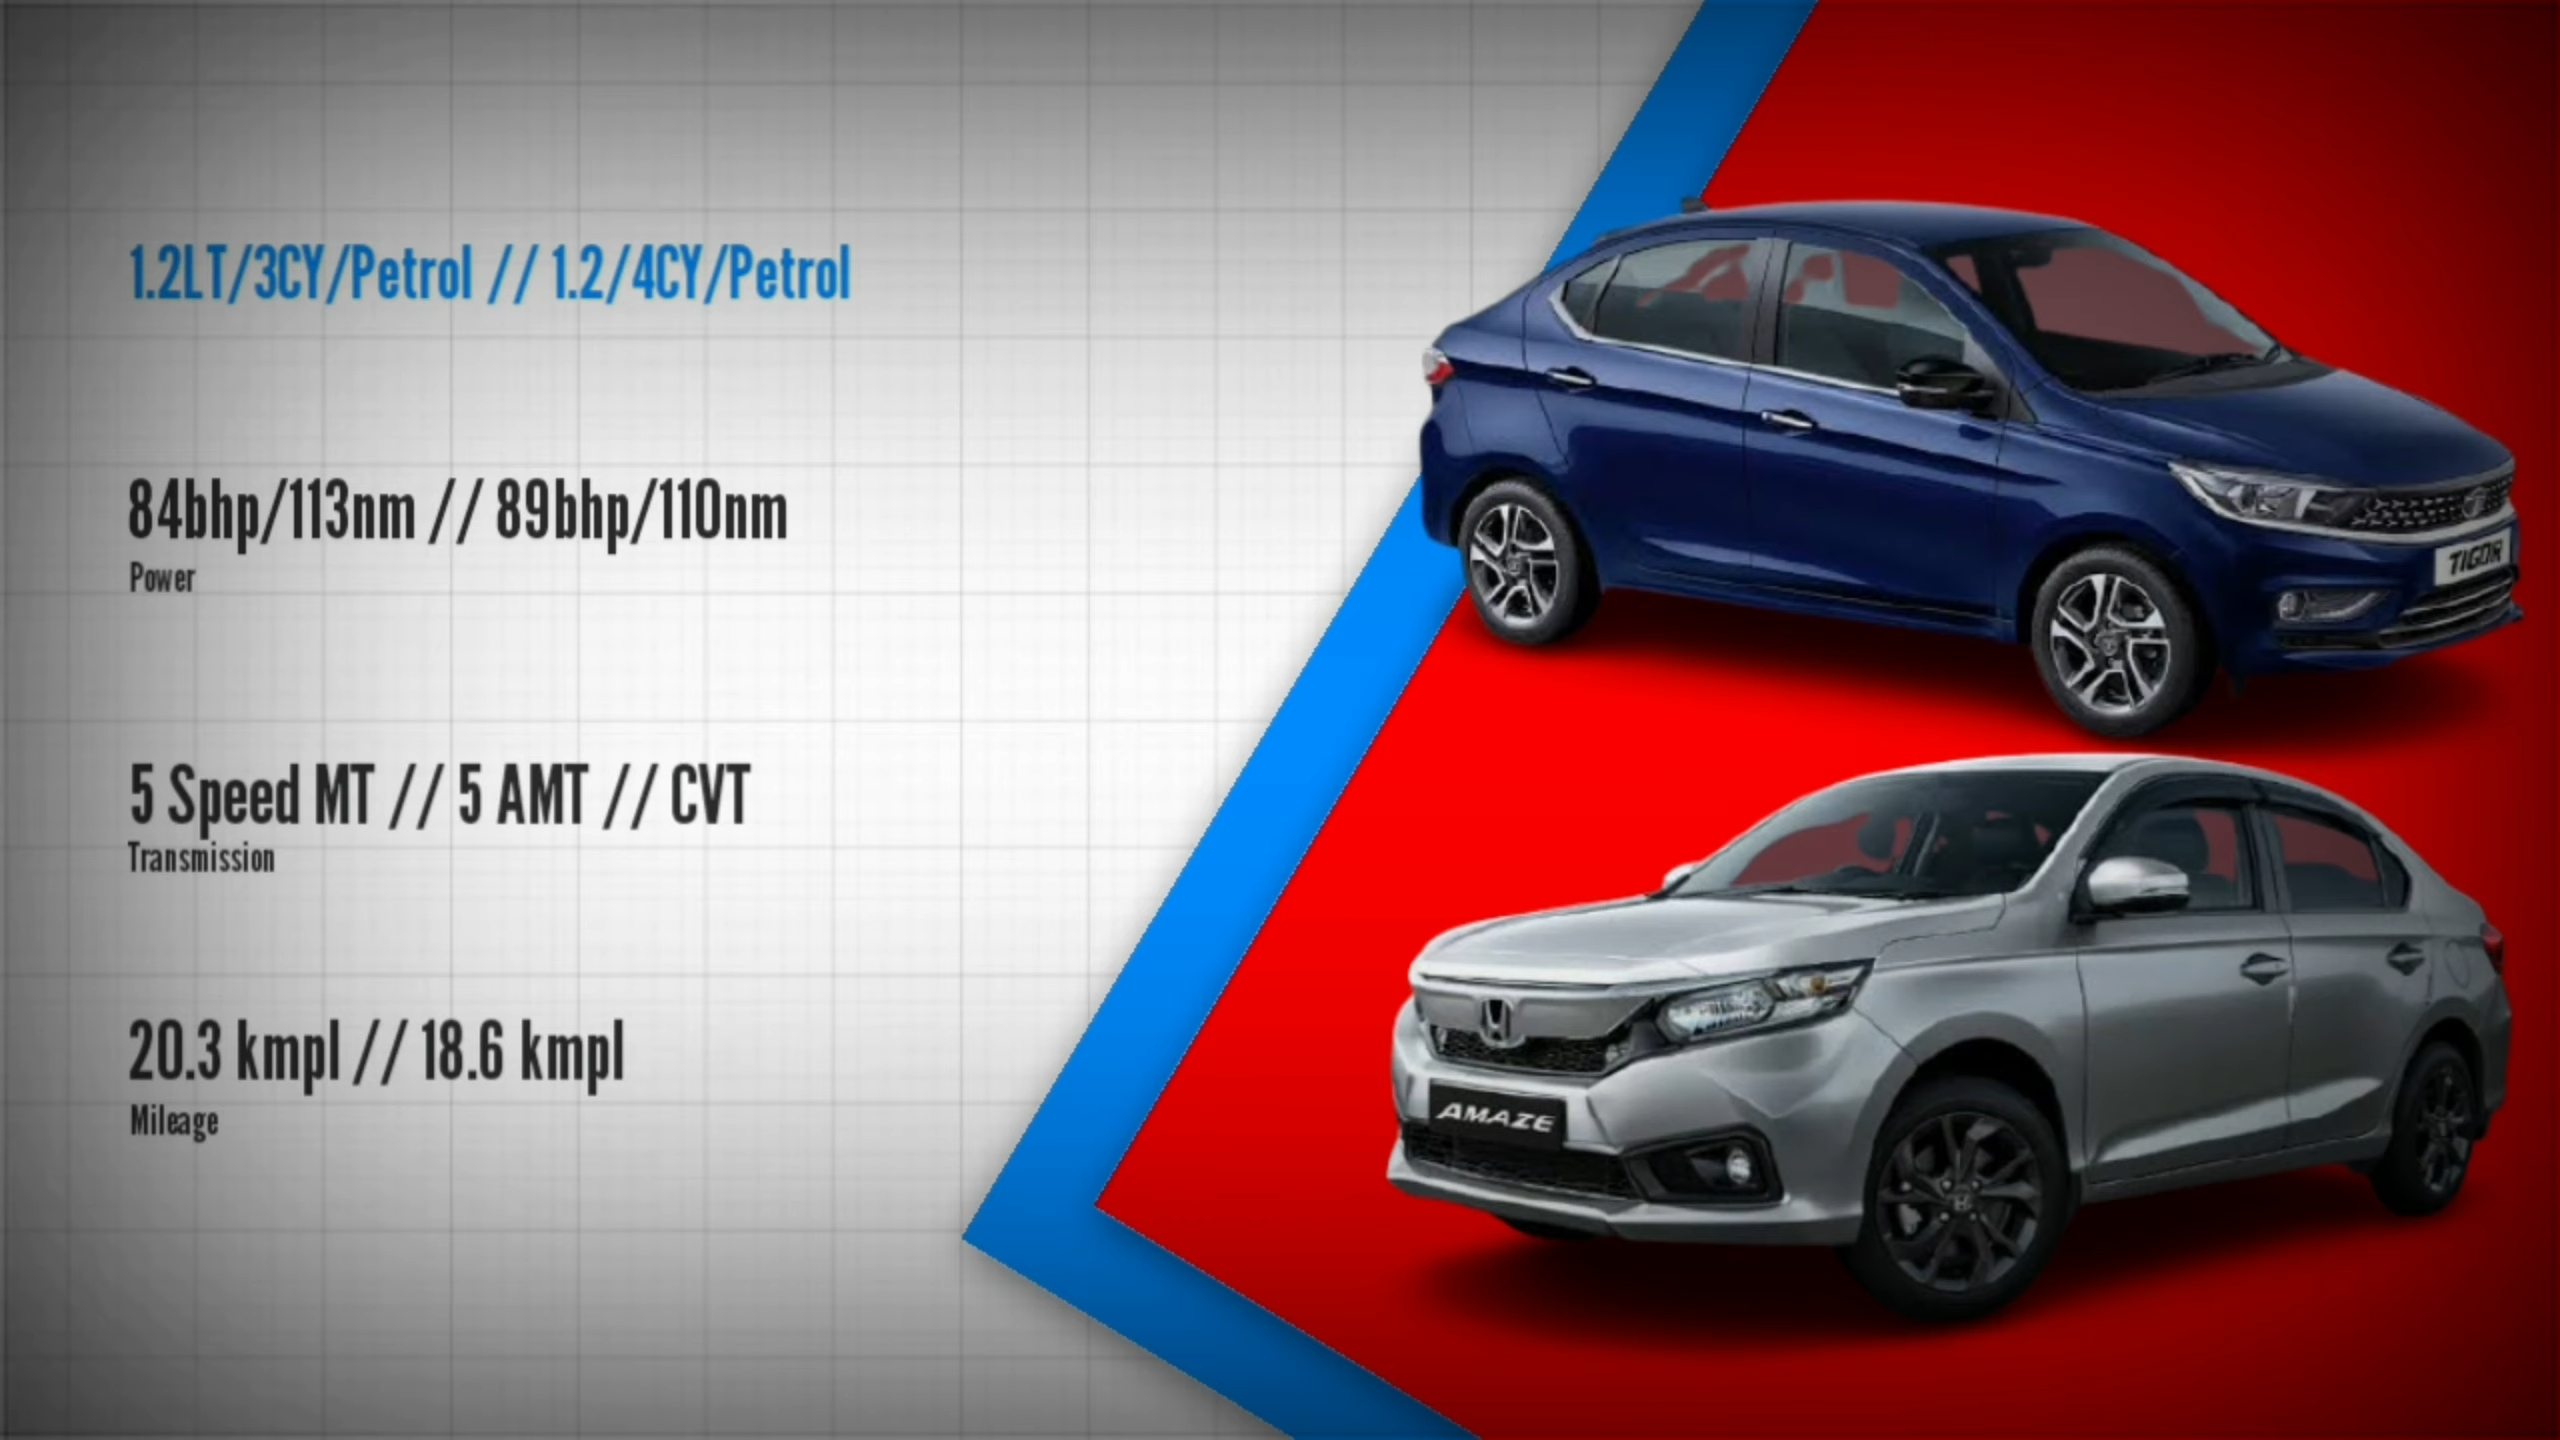 1.2LT/3CY/Petrol // 1.2/4CY/Petrol
84bhp/113nm // 89bhp/110nm
Power
5 Speed MT // 5 AMT // CVT
Transmission
20.3 kmpl // 18.6 kmpl
Mileage
TIGOR
AMAZE